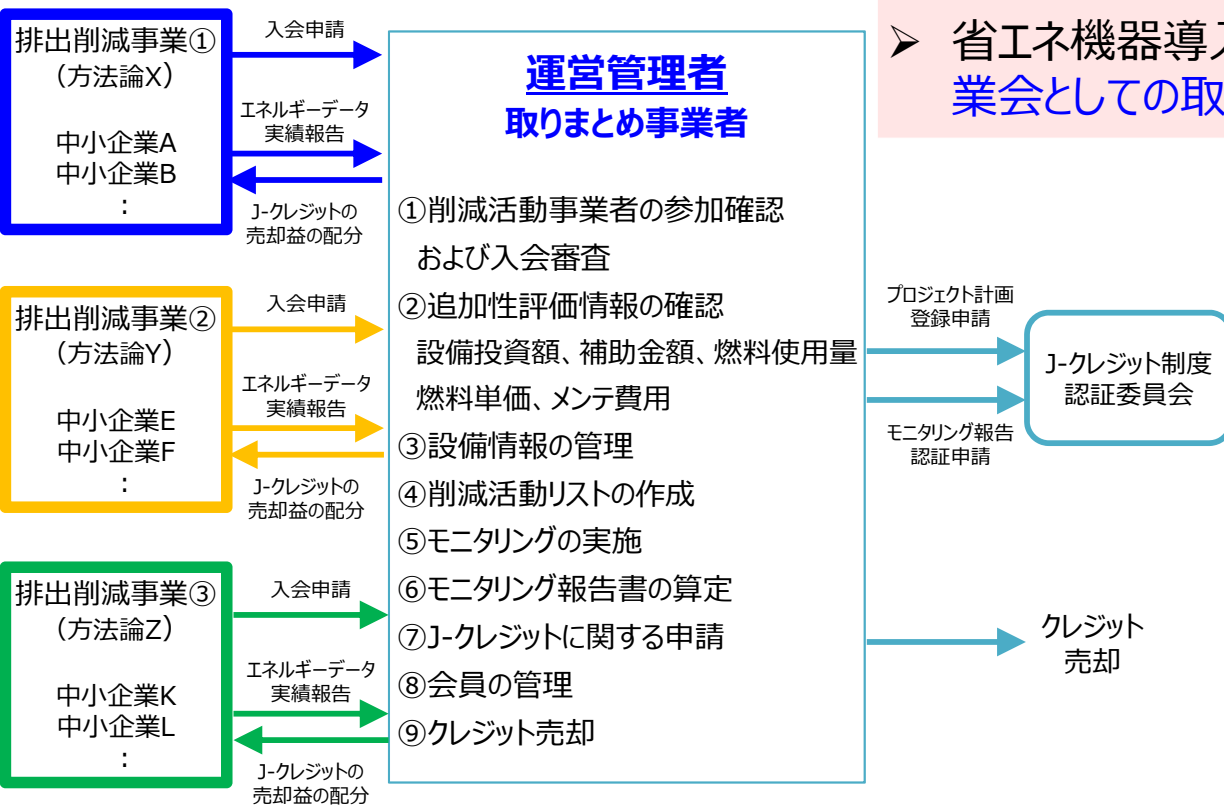 排出削減事業①
（方法論X）
中小企業A
中小企業B
：
入会申請
エネルギーデータ
実績報告
J-クレジットの
売却益の配分
排出削減事業②
（方法論Y）
中小企業E
中小企業F
：
入会申請
エネルギーデータ
実績報告
J-クレジットの
売却益の配分
排出削減事業③
（方法論Z）
中小企業K
中小企業L
：
入会申請
エネルギーデータ
実績報告
J-クレジットの
売却益の配分
運営管理者
取りまとめ事業者
①削減活動事業者の参加確認
および入会審査
②追加性評価情報の確認
設備投資額、補助金額、燃料使用量
燃料単価、メンテ費用
③設備情報の管理
④削減活動リストの作成
⑤モニタリングの実施
⑥モニタリング報告書の算定
⑦J-クレジットに関する申請
⑧会員の管理
⑨クレジット売却
➢ 省エネ機器導
業会としての取
プロジェクト計画
登録申請
モニタリング報告
認証申請
J-クレジット制度
認証委員会
クレジット
売却